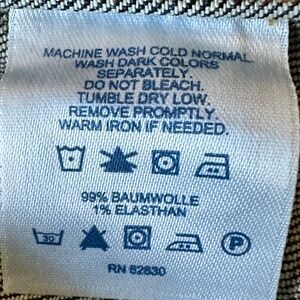 MACHINE WASH COLD NORMAL.
WASH DARK COLORS
SEPARATELY.
DO NOT BLEACH.
TUMBLE DRY LOW.
REMOVE PROMPTLY.
WARM IRON IF NEEDED.
99% BAUMWOLLE
1% ELASTHAN
30 P
RN 62830